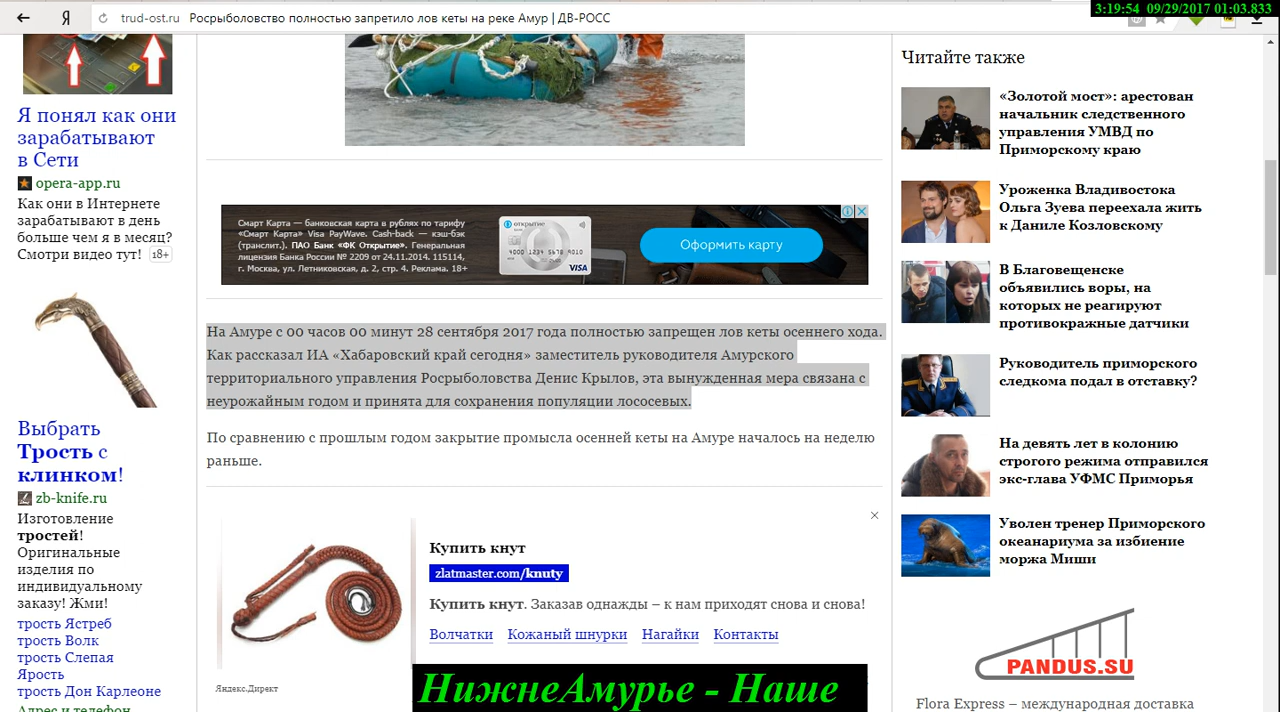 3:19:54 09/29/2017 01:03.833
Я
trud-ost.ru Росрыболовство полностью запретило лов кеты на реке Амур | ДВ-РОСС
Я понял как они
зарабатывают
в Сети
opera-app.ru
Как они в Интернете
зарабатывают в день
больше чем я в месяц?
Смотри видео тут! 18+
Выбрать
Трость с
клинком!
zb-knife.ru
Изготовление
тростей!
Оригинальные
изделия по
индивидуальному
заказу! Жми!
трость Ястреб
трость Волк
трость Слепая
Ярость
трость Дон Карлеоне
Адрес и телефон
Смарт Карта — банковская карта в рублях по тарифу
«Смарт Карта» Visa PayWave. Cash-back — кэш-бэк
(транслит.). ПАО Банк «ФК Открытие». Генеральная
лицензия Банка России № 2209 от 24.11.2014. 115114,
г. Москва, ул. Летниковская, д. 2, стр. 4. Реклама. 18+
открытие
4000 1234 5678 9010
VISA
Оформить карту
На Амуре с 00 часов 00 минут 28 сентября 2017 года полностью запрещен лов кеты осеннего хода.
Как рассказал ИА «Хабаровский край сегодня» заместитель руководителя Амурского
территориального управления Росрыболовства Денис Крылов, эта вынужденная мера связана с
неурожайным годом и принята для сохранения популяции лососевых.
По сравнению с прошлым годом закрытие промысла осенней кеты на Амуре началось на неделю
раньше.
Купить кнут
zlatmaster.com/knuty
Купить кнут. Заказав однажды – к нам приходят снова и снова!
Волчатки Кожаный шнурки Нагайки Контакты
Яндекс.Директ
НижнеАмурье - Наше
Читайте также
«Золотой мост»: арестован
начальник следственного
управления УМВД по
Приморскому краю
Уроженка Владивостока
Ольга Зуева переехала жить
к Даниле Козловскому
В Благовещенске
объявились воры, на
которых не реагируют
противокражные датчики
Руководитель приморского
следкома подал в отставку?
На девять лет в колонию
строгого режима отправился
экс-глава УФМС Приморья
Уволен тренер Приморского
океанариума за избиение
моржа Миши
PANDUS.SU
Flora Express – международная доставка